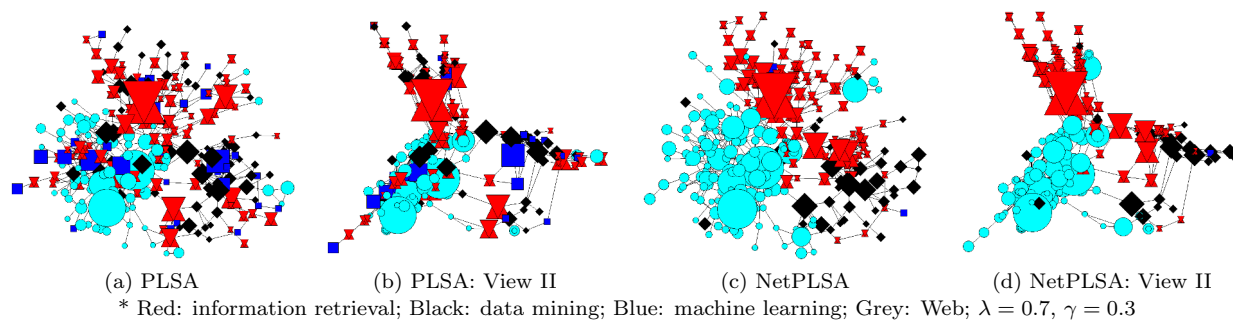 (a) PLSA (b) PLSA: View II (c) NetPLSA (d) NetPLSA: View II
* Red: information retrieval; Black: data mining; Blue: machine learning; Grey: Web; λ = 0.7, γ = 0.3